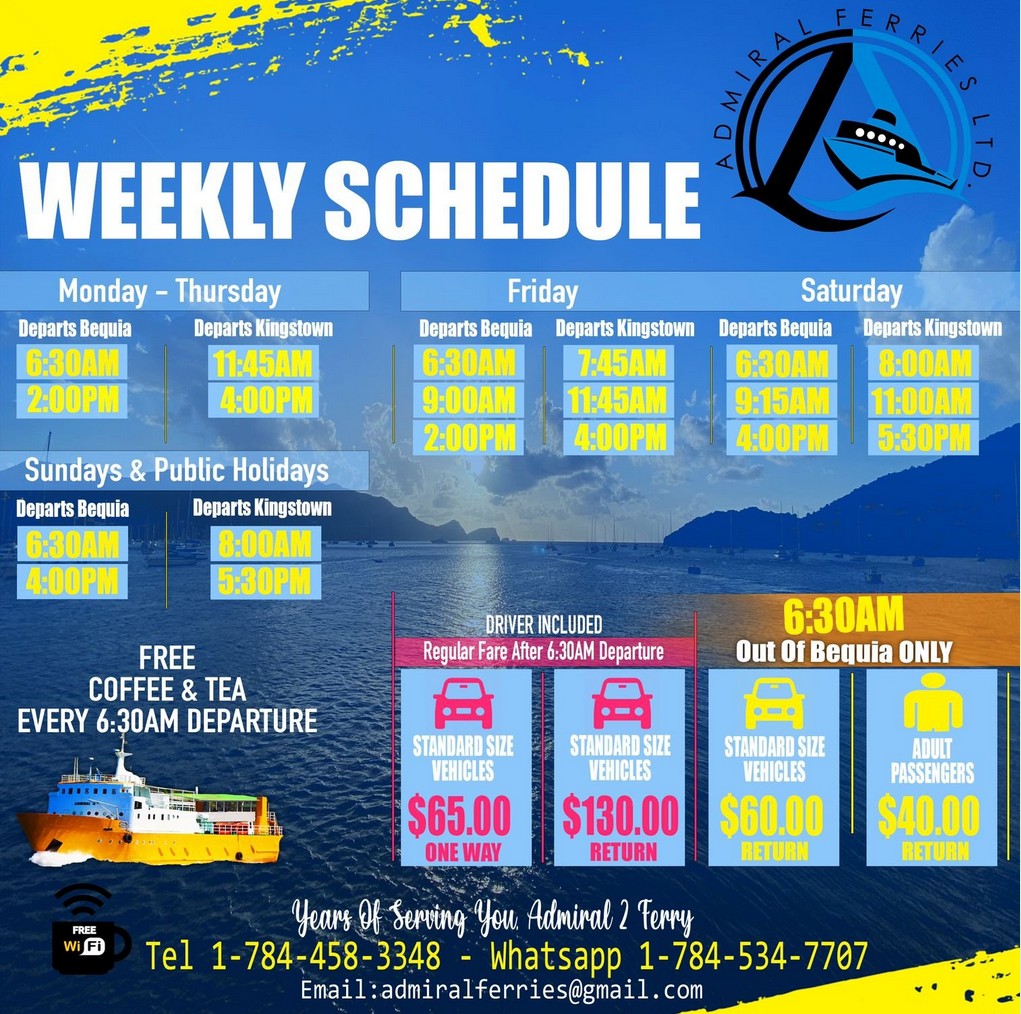 ADMIRAL FERRIES LTD.
WEEKLY SCHEDULE
Monday - Thursday
Departs Bequia
Departs Kingstown
6:30AM
11:45AM
2:00PM
4:00PM
Friday
Departs Bequia
Departs Kingstown
6:30AM
7:45AM
9:00AM
11:45AM
2:00PM
4:00PM
Saturday
Departs Bequia
Departs Kingstown
6:30AM
8:00AM
9:15AM
11:00AM
4:00PM
5:30PM
Sundays & Public Holidays
Departs Bequia
Departs Kingstown
6:30AM
8:00AM
4:00PM
5:30PM
FREE
COFFEE & TEA
EVERY 6:30AM DEPARTURE
DRIVER INCLUDED
Regular Fare After 6:30AM Departure
STANDARD SIZE
VEHICLES
$65.00
ONE WAY
STANDARD SIZE
VEHICLES
$130.00
RETURN
6:30AM
Out Of Bequia ONLY
STANDARD SIZE
VEHICLES
$60.00
RETURN
ADULT
PASSENGERS
$40.00
RETURN
FREE
Wi Fi
Years Of Serving You, Admiral 2 Ferry
Tel 1-784-458-3348 - Whatsapp 1-784-534-7707
Email:admiralferries@gmail.com